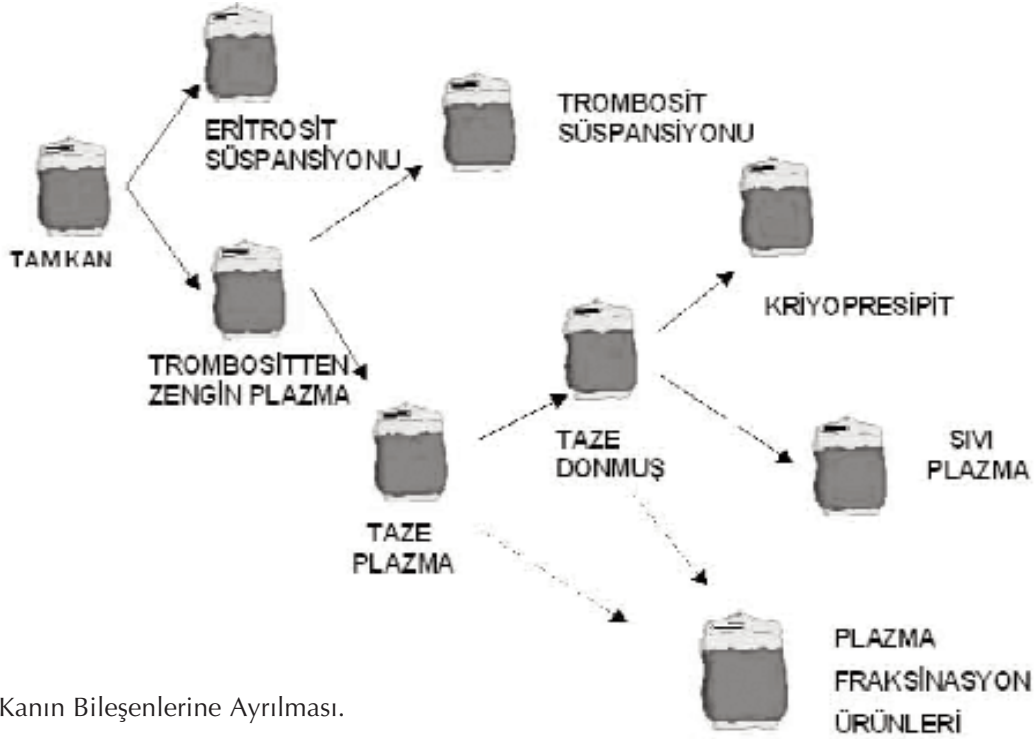 ERİTROSİT
SÜSPANSİYONU
TROMBOSİT
SÜSPANSİYONU
TAM KAN
KRİYOPRESİPİT
TROMBOSİTTEN
ZENGİN PLAZMA
TAZE
DONMUŞ
SIVI
PLAZMA
TAZE
PLAZMA
PLAZMA
FRAKSİNASYON
ÜRÜNLERİ
Kanın Bileşenlerine Ayrılması.